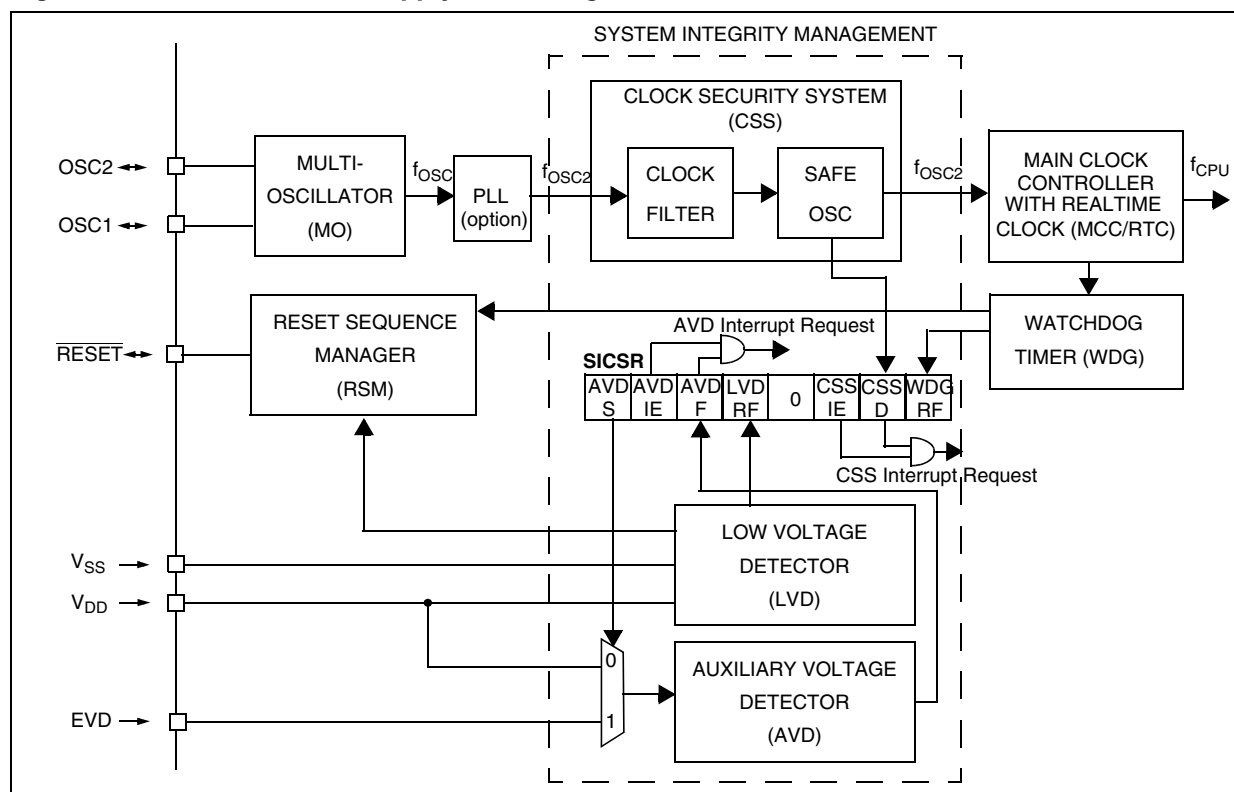 SYSTEM INTEGRITY MANAGEMENT
CLOCK SECURITY SYSTEM
(CSS)
OSC2
OSC1
MULTI-
OSCILLATOR
(MO)
fOSC
PLL
(option)
fOSC2
CLOCK
FILTER
SAFE
OSC
fOSC2
MAIN CLOCK
CONTROLLER
WITH REALTIME
CLOCK (MCC/RTC)
fCPU
RESET
RESET SEQUENCE
MANAGER
(RSM)
AVD Interrupt Request
WATCHDOG
TIMER (WDG)
SICSR
AVD AVD AVD LVD 0 CSS CSS WDG
S IE F RF IE D RF
CSS Interrupt Request
LOW VOLTAGE
DETECTOR
(LVD)
VSS
VDD
0
1
AUXILIARY VOLTAGE
DETECTOR
(AVD)
EVD